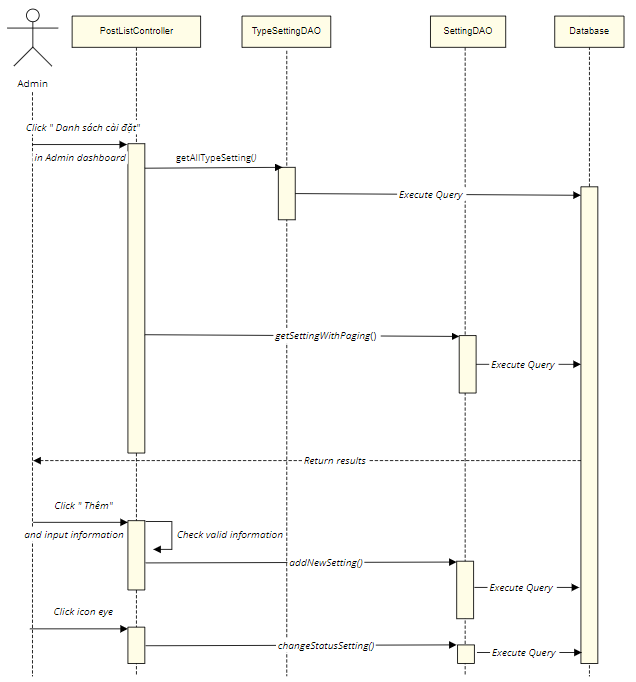 PostListController
TypeSettingDAO
SettingDAO
Database
Admin
Click " Danh sách cài đặt"
in Admin dashboard
getAllTypeSetting()
Execute Query
getSettingWithPaging()
Execute Query
Return results
Click " Thêm"
and input information
Check valid information
addNewSetting()
Execute Query
Click icon eye
changeStatusSetting()
Execute Query